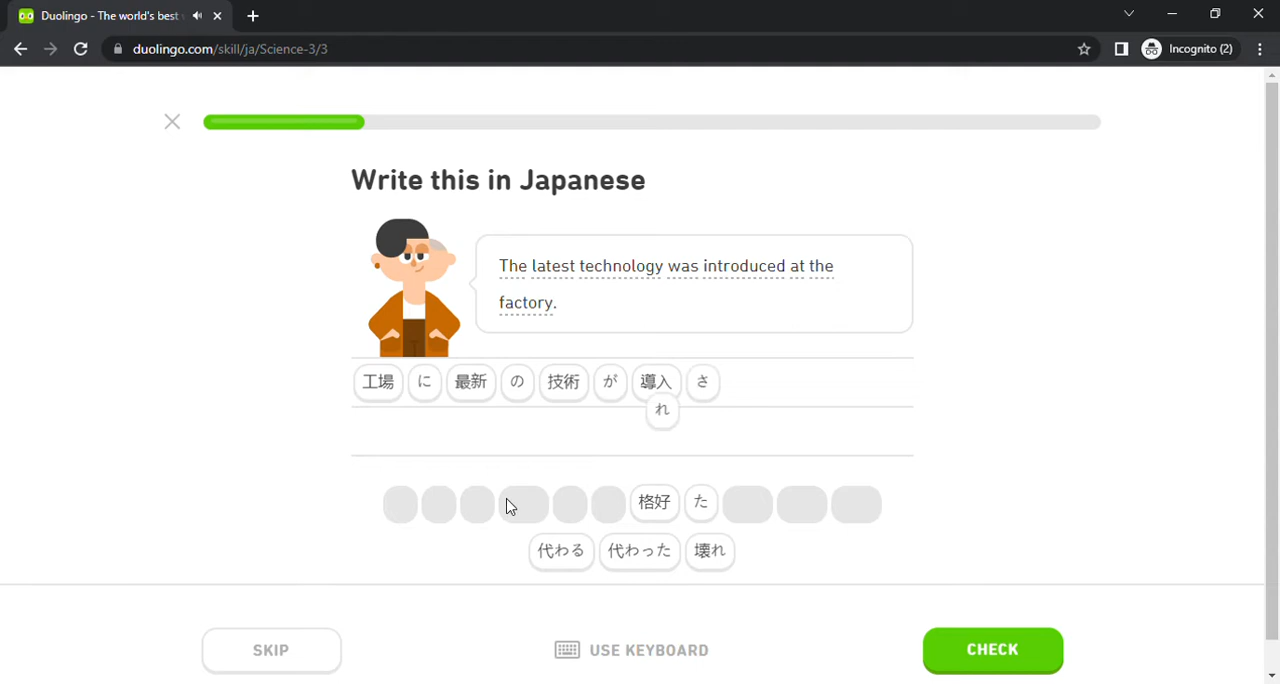 Duolingo - The world's best
duolingo.com/skill/ja/Science-3/3
Incognito (2)
Write this in Japanese
The latest technology was introduced at the
factory.
工場 に 最新 の 技術 が 導入 さ
れ
格好 た
代わる 代わった 壊れ
SKIP
USE KEYBOARD
CHECK